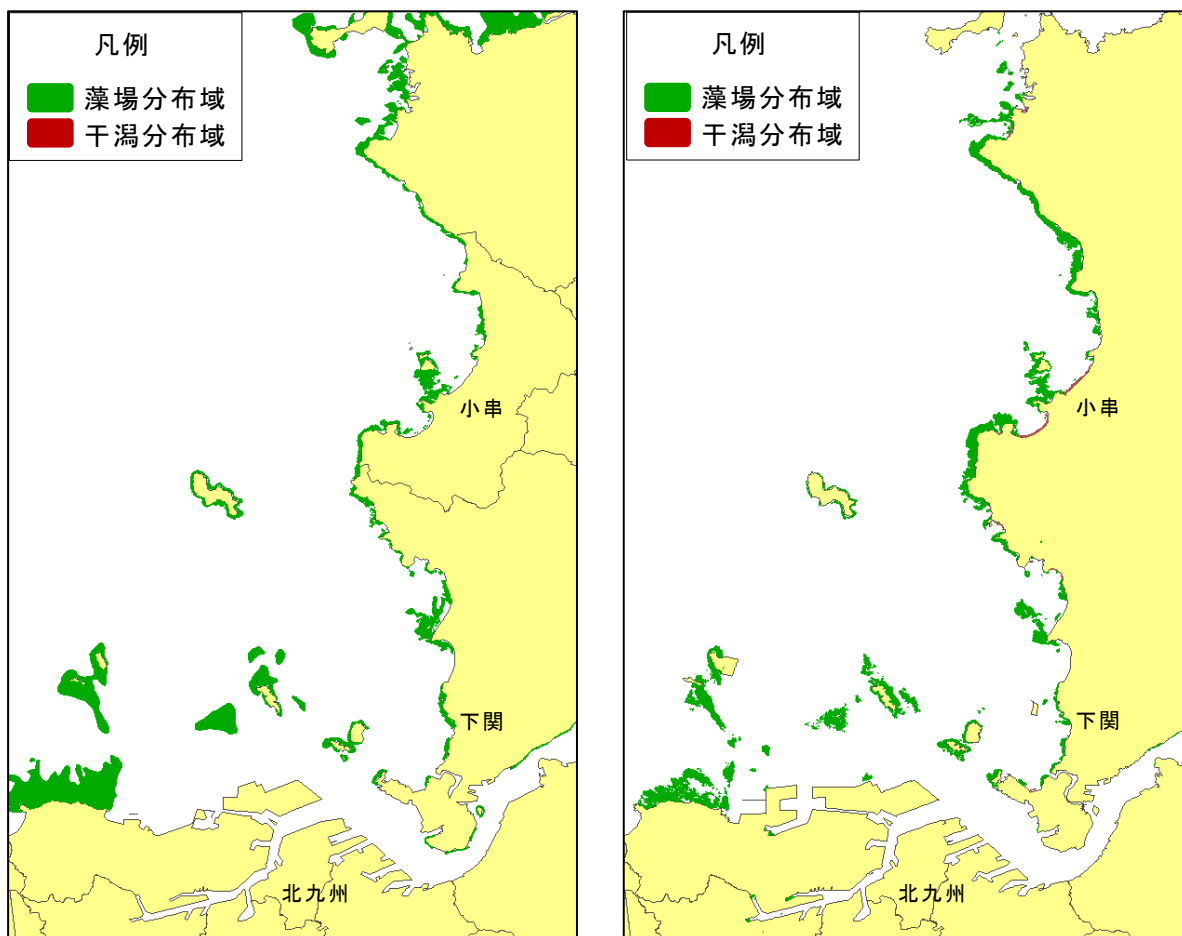 凡例
藻場分布域
干潟分布域
小串
下関
北九州
凡例
藻場分布域
干潟分布域
小串
下関
北九州